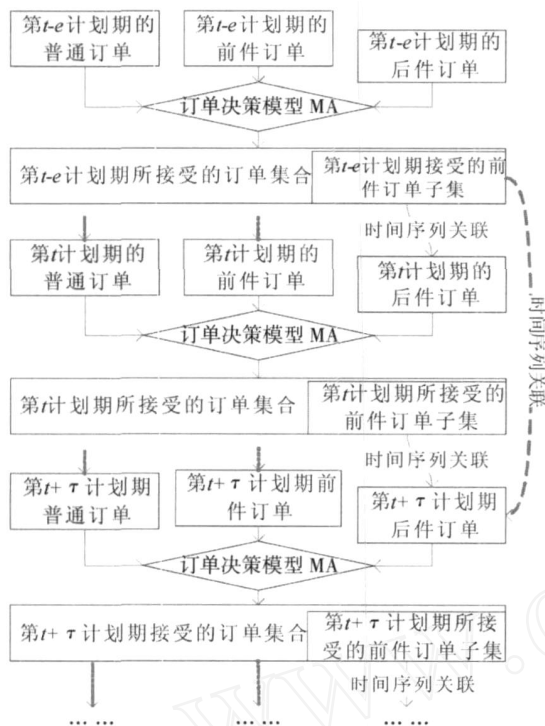 第t-e计划期的
普通订单
第t-e计划期的
前件订单
第t-e计划期的
后件订单
订单决策模型 MA
第t-e计划期所接受的订单集合
第t-e计划期接受的前
件订单子集
时间序列关联
第t计划期的
普通订单
第t计划期的
前件订单
第t计划期的
后件订单
时间序列关联
订单决策模型 MA
第t计划期所接受的订单集合
第t计划期所接受的
前件订单子集
时间序列关联
第t+ τ 计划期
普通订单
第t+ τ 计划期前
件订单
第t+ τ 计划期
后件订单
订单决策模型 MA
第t+ τ 计划期接受的订单集合
第t+ τ 计划期所接
受的前件订单子集
时间序列关联
... ...
... ...
... ...
www.